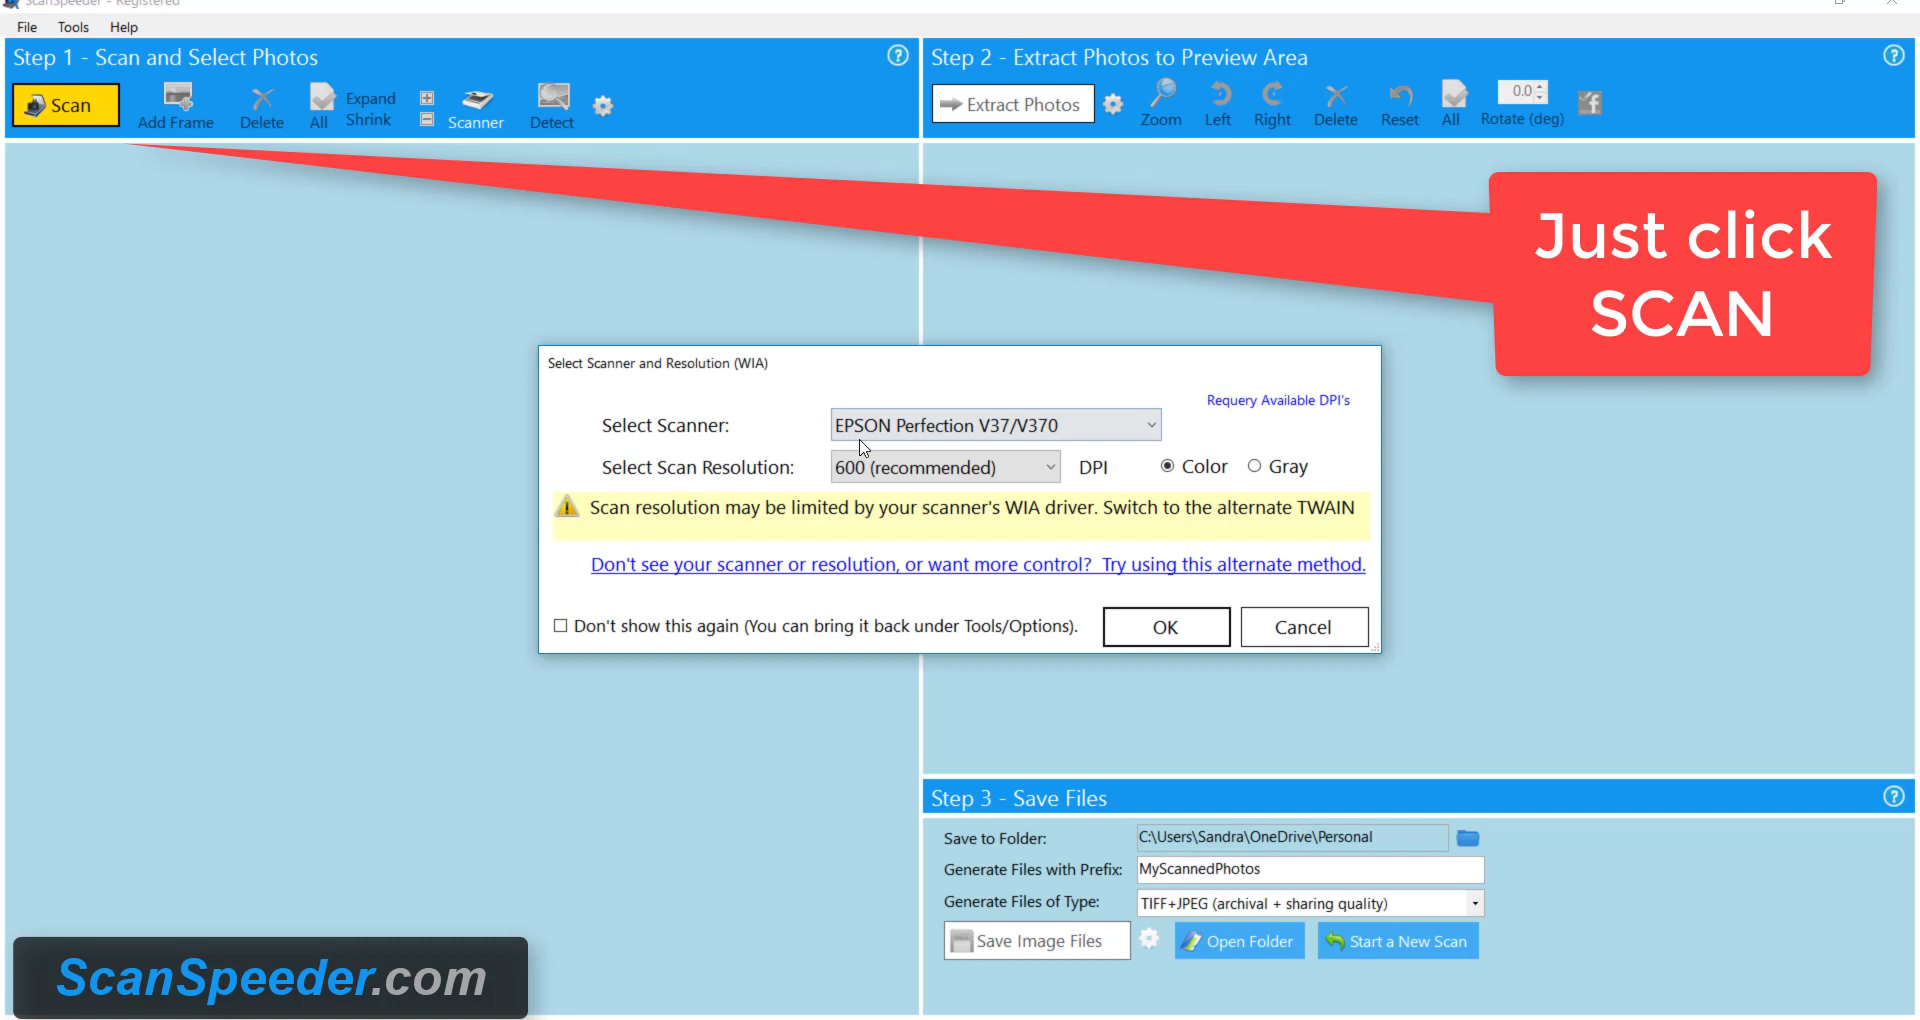 ScanSpeeder - Registered
File Tools Help
Step 1 - Scan and Select Photos
Scan
Add Frame
Delete
All
Expand
Shrink
Scanner
Detect
Step 2 - Extract Photos to Preview Area
Extract Photos
Zoom
Left
Right
Delete
Reset
All
0.0
Rotate (deg)
Just click
SCAN
Select Scanner and Resolution (WIA)
Requery Available DPI's
Select Scanner: EPSON Perfection V37/V370
Select Scan Resolution: 600 (recommended) DPI Color Gray
Scan resolution may be limited by your scanner's WIA driver. Switch to the alternate TWAIN
Don't see your scanner or resolution, or want more control? Try using this alternate method.
Don't show this again (You can bring it back under Tools/Options). OK Cancel
Step 3 - Save Files
Save to Folder: C:\Users\Sandra\OneDrive\Personal
Generate Files with Prefix: MyScannedPhotos
Generate Files of Type: TIFF+JPEG (archival + sharing quality)
Save Image Files Open Folder Start a New Scan
ScanSpeeder.com